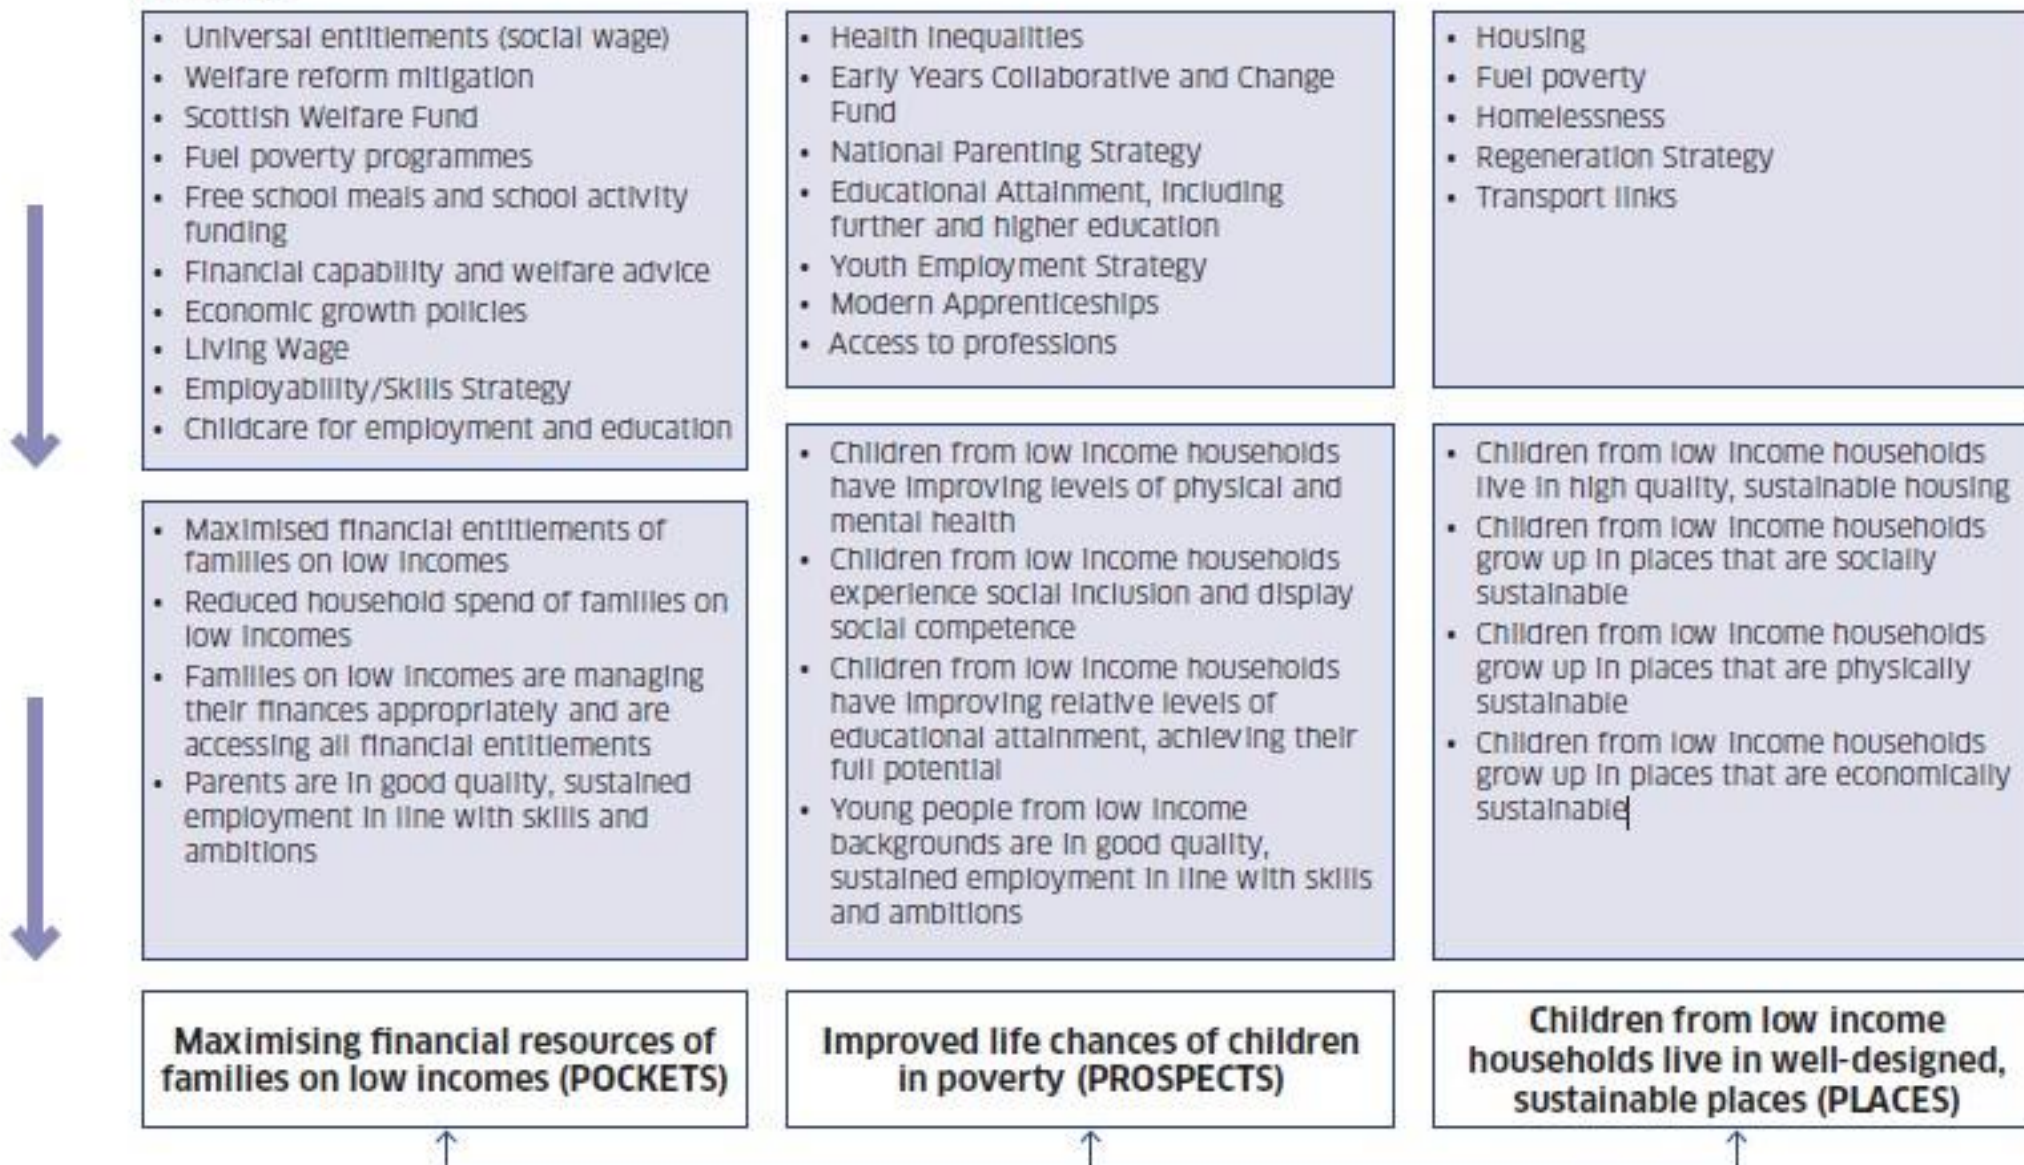 • Universal entitlements (social wage)
• Welfare reform mitigation
• Scottish Welfare Fund
• Fuel poverty programmes
• Free school meals and school activity
funding
• Financial capability and welfare advice
• Economic growth policies
• Living Wage
• Employability/Skills Strategy
• Childcare for employment and education
• Health Inequalities
• Early Years Collaborative and Change
Fund
• National Parenting Strategy
• Educational Attainment, including
further and higher education
• Youth Employment Strategy
• Modern Apprenticeships
• Access to professions
• Housing
• Fuel poverty
• Homelessness
• Regeneration Strategy
• Transport links
• Maximised financial entitlements of
families on low incomes
• Reduced household spend of families on
low incomes
• Families on low incomes are managing
their finances appropriately and are
accessing all financial entitlements
• Parents are in good quality, sustained
employment in line with skills and
ambitions
• Children from low income households
have improving levels of physical and
mental health
• Children from low income households
experience social inclusion and display
social competence
• Children from low income households
have improving relative levels of
educational attainment, achieving their
full potential
• Young people from low income
backgrounds are in good quality,
sustained employment in line with skills
and ambitions
• Children from low income households
live in high quality, sustainable housing
• Children from low income households
grow up in places that are socially
sustainable
• Children from low income households
grow up in places that are physically
sustainable
• Children from low income households
grow up in places that are economically
sustainable
Maximising financial resources of
families on low incomes (POCKETS)
Improved life chances of children
in poverty (PROSPECTS)
Children from low income
households live in well-designed,
sustainable places (PLACES)